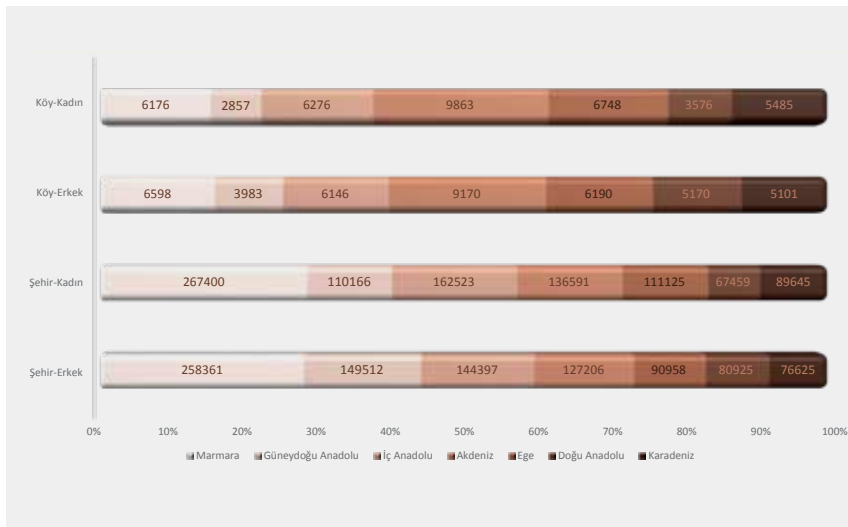 Köy-Kadın 6176 2857 6276 9863 6748 3576 5485
Köy-Erkek 6598 3983 6146 9170 6190 5170 5101
Şehir-Kadın 267400 110166 162523 136591 111125 67459 89645
Şehir-Erkek 258361 149512 144397 127206 90958 80925 76625
0% 10% 20% 30% 40% 50% 60% 70% 80% 90% 100%
Marmara Güneydoğu Anadolu İç Anadolu Akdeniz Ege Doğu Anadolu Karadeniz